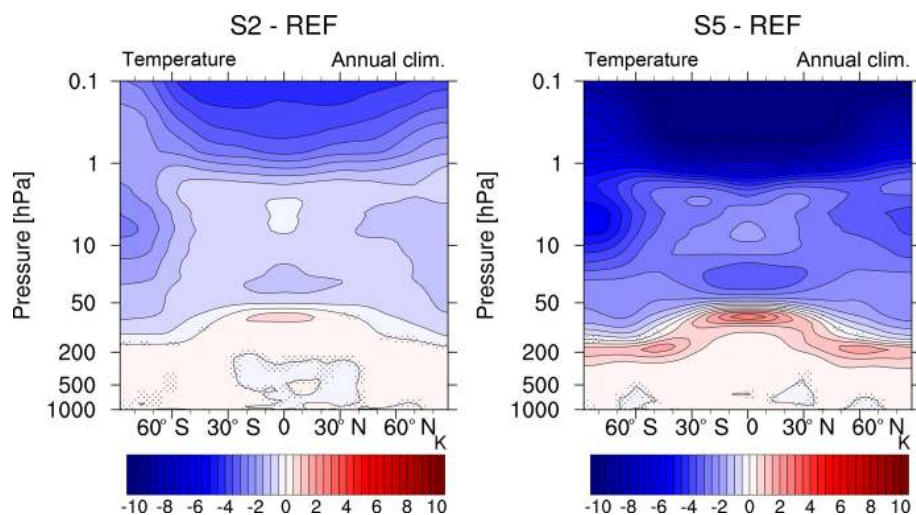 S2 - REF
Temperature Annual clim.
0.1
1
10
50
200
500
1000
Pressure [hPa]
60° S 30° S 0 30° N 60° N
K
-10 -8 -6 -4 -2 0 2 4 6 8 10
S5 - REF
Temperature Annual clim.
0.1
1
10
50
200
500
1000
Pressure [hPa]
60° S 30° S 0 30° N 60° N
K
-10 -8 -6 -4 -2 0 2 4 6 8 10